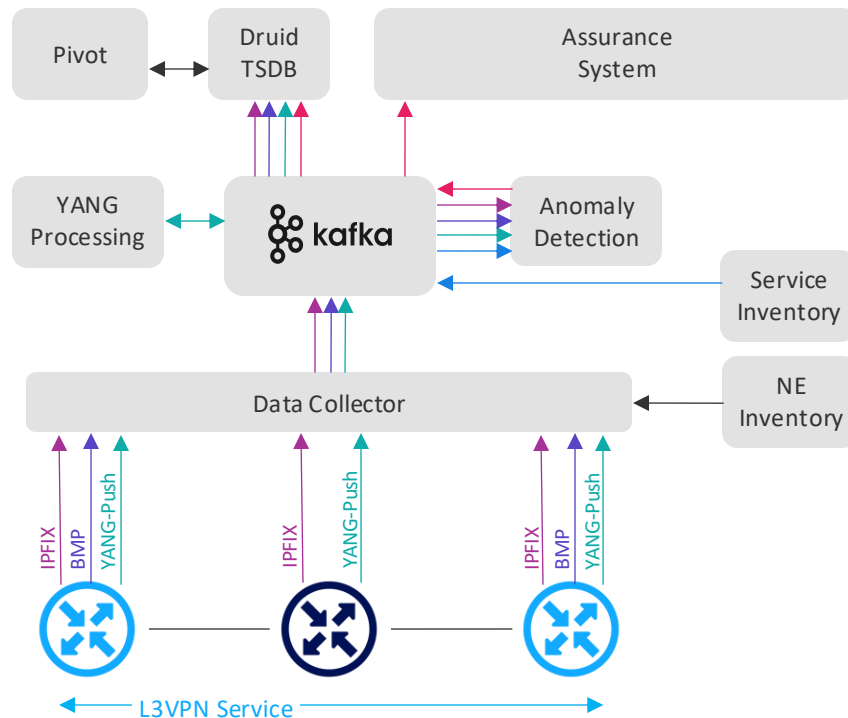 Pivot
Druid
TSDB
Assurance
System
YANG
Processing
kafka
Anomaly
Detection
Service
Inventory
Data Collector
NE
Inventory
IPFIX
BMP
YANG-Push
IPFIX
YANG-Push
IPFIX
BMP
YANG-Push
L3VPN Service